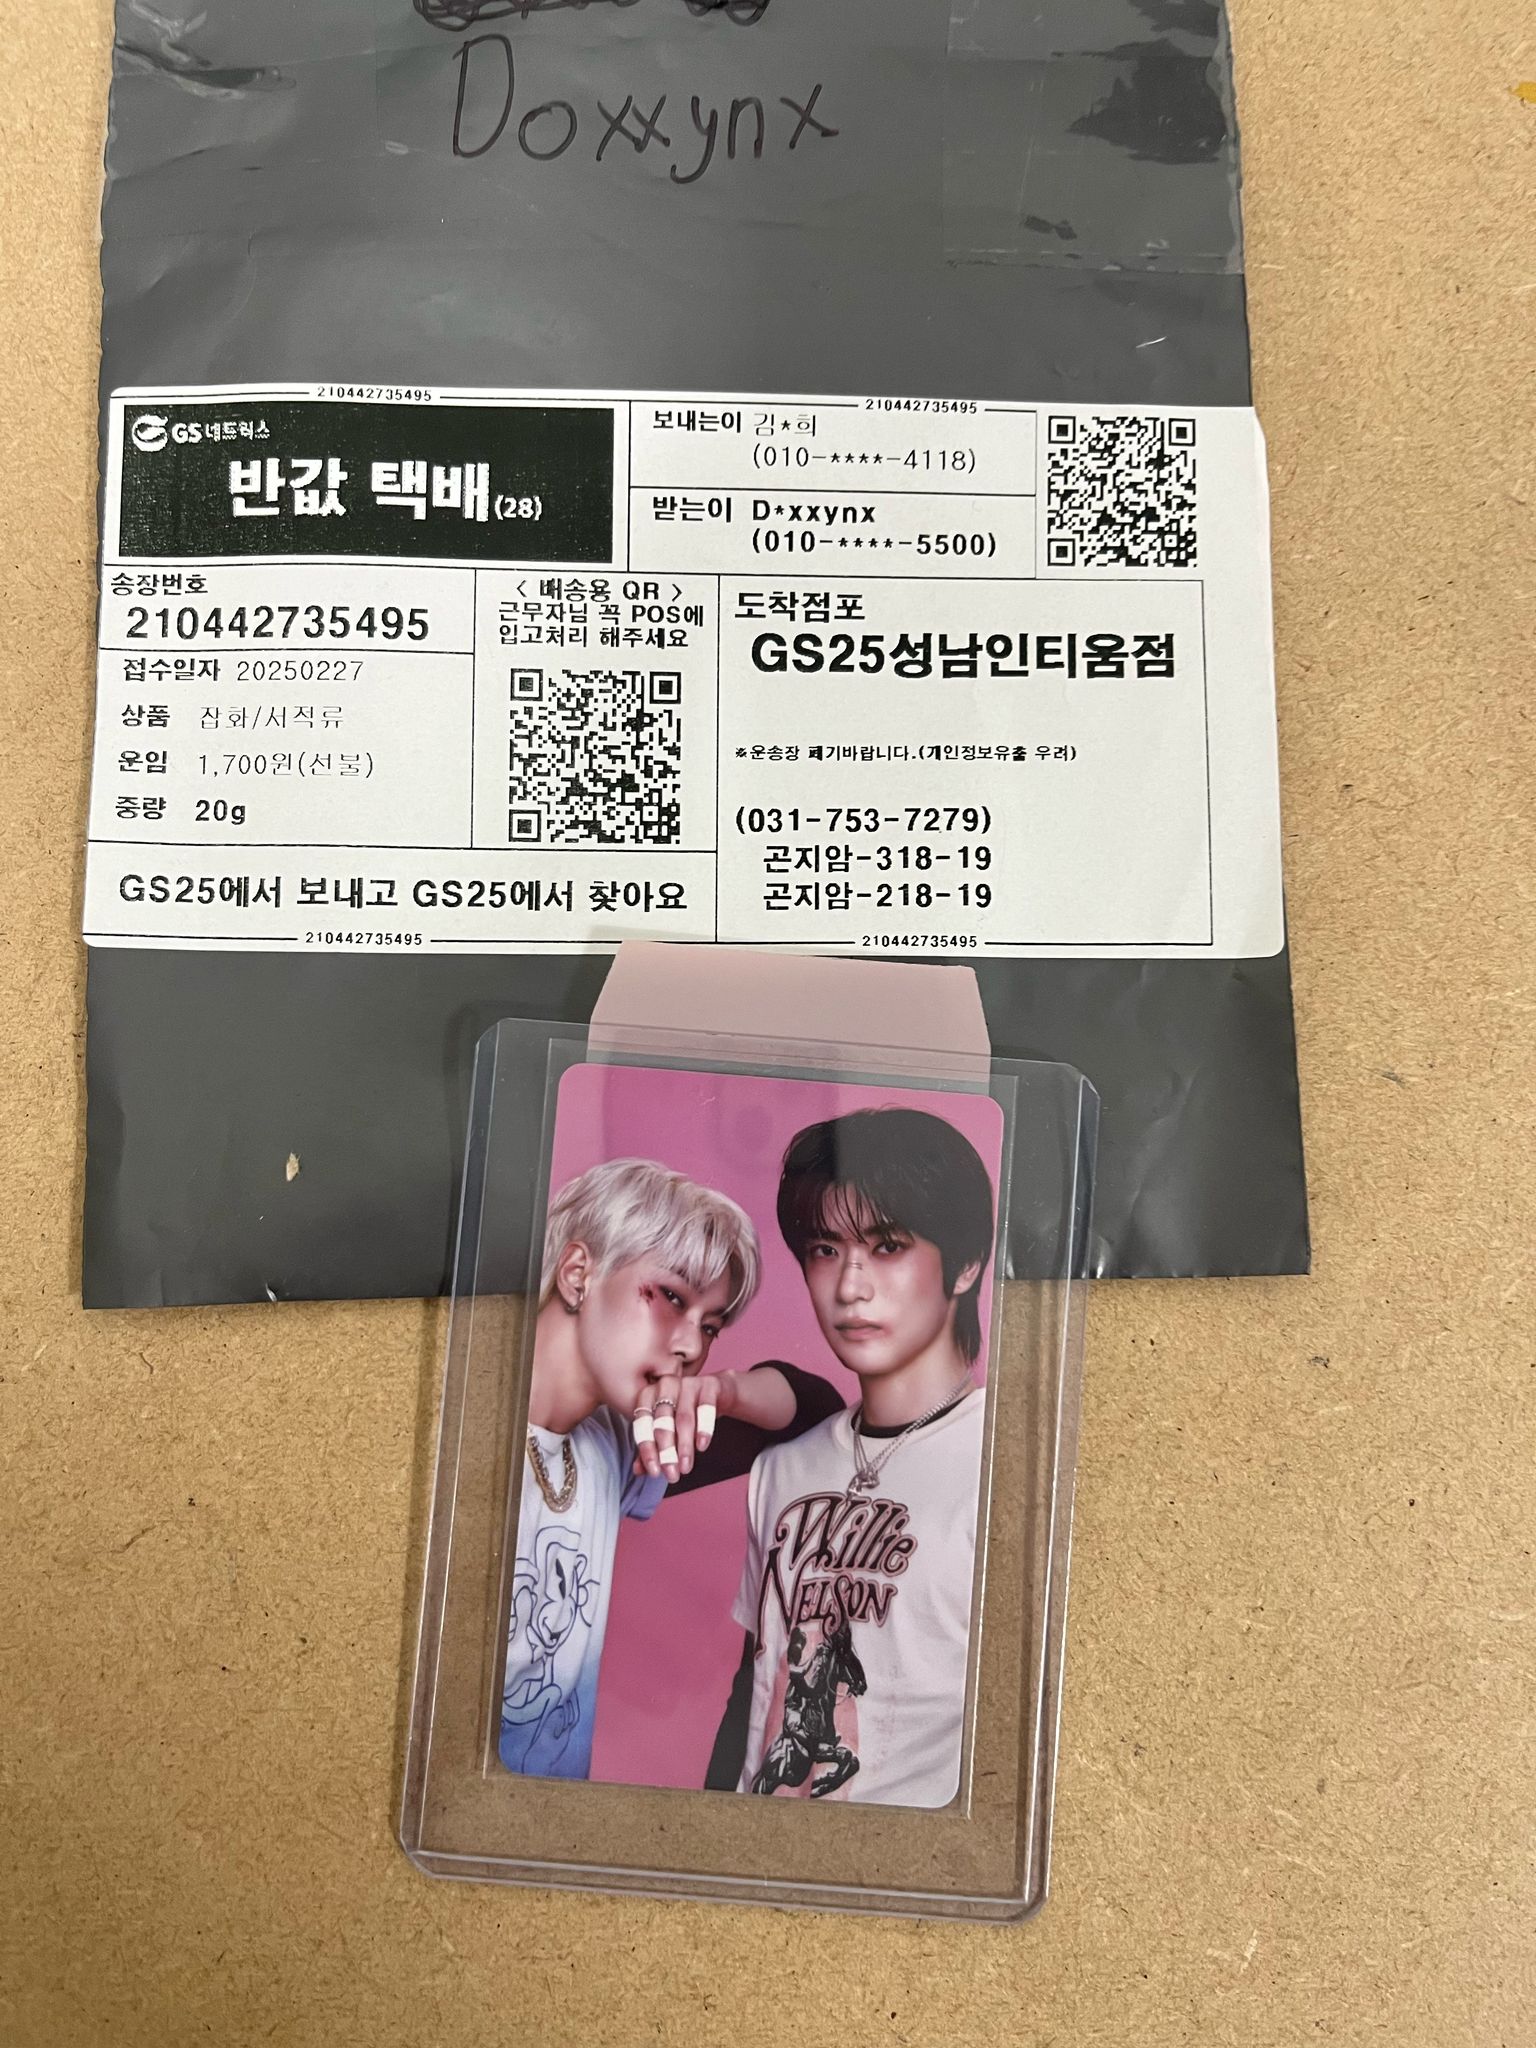 Doxxynx
210442735495
210442735495
GS네트웍스
반값 택배(28)
보내는이 김*희
(010-****-4118)
받는이 D*xxynx
(010-****-5500)
송장번호
210442735495
접수일자 20250227
상품 잡화/서적류
운임 1,700원(선불)
중량 20g
< 배송용 QR >
근무자님 꼭 POS에
입고처리 해주세요
도착점포
GS25성남인티움점
※운송장 폐기바랍니다.(개인정보유출 우려)
(031-753-7279)
곤지암-318-19
곤지암-218-19
GS25에서 보내고 GS25에서 찾아요
210442735495
210442735495
Willie
Nelson